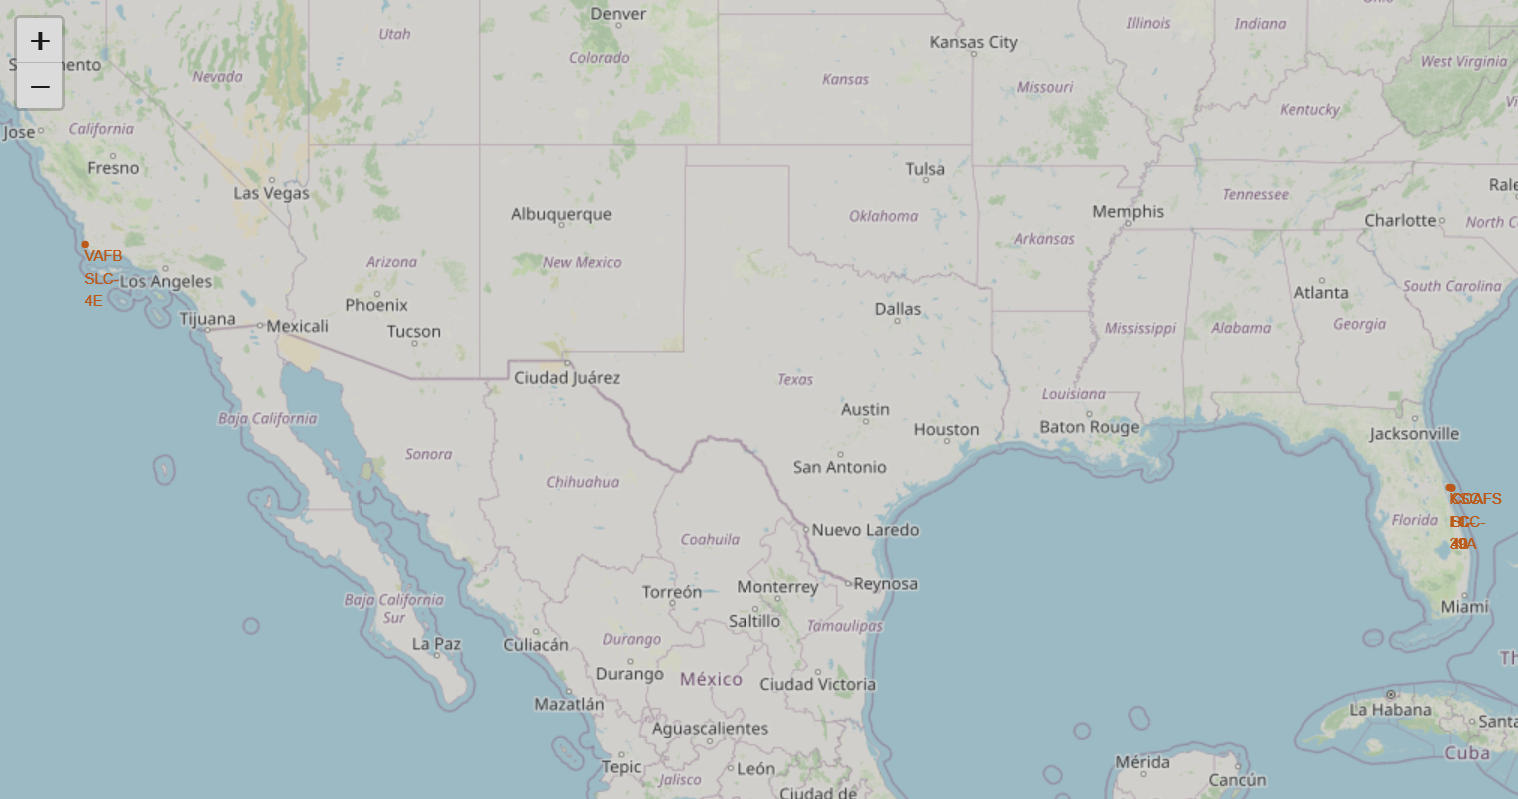 Denver
Kansas City
Illinois
Indiana
Utah
Colorado
Kansas
Missouri
West Virginia
Nevada
+
−
Kentucky
California
Jose
Fresno
Las Vegas
Tulsa
Albuquerque
Oklahoma
Memphis
Tennessee
Charlotte
Arkansas
VAFB
SLC-
4E
Los Angeles
Arizona
New Mexico
Phoenix
Dallas
Atlanta
South Carolina
Tijuana
Mexicali
Tucson
Mississippi
Alabama
Georgia
Ciudad Juárez
Texas
Louisiana
Baja California
Austin
Houston
Baton Rouge
Jacksonville
Sonora
San Antonio
Chihuahua
Florida
Coahuila
Nuevo Laredo
Torreón
Monterrey
Reynosa
Saltillo
Tamaulipas
Miami
Baja California
Sur
La Paz
Culiacán
Durango
Durango
México
Ciudad Victoria
Mazatlán
Aguascalientes
La Habana
Cuba
Tepic
Jalisco
León
Mérida
Cancún
Ciudad de